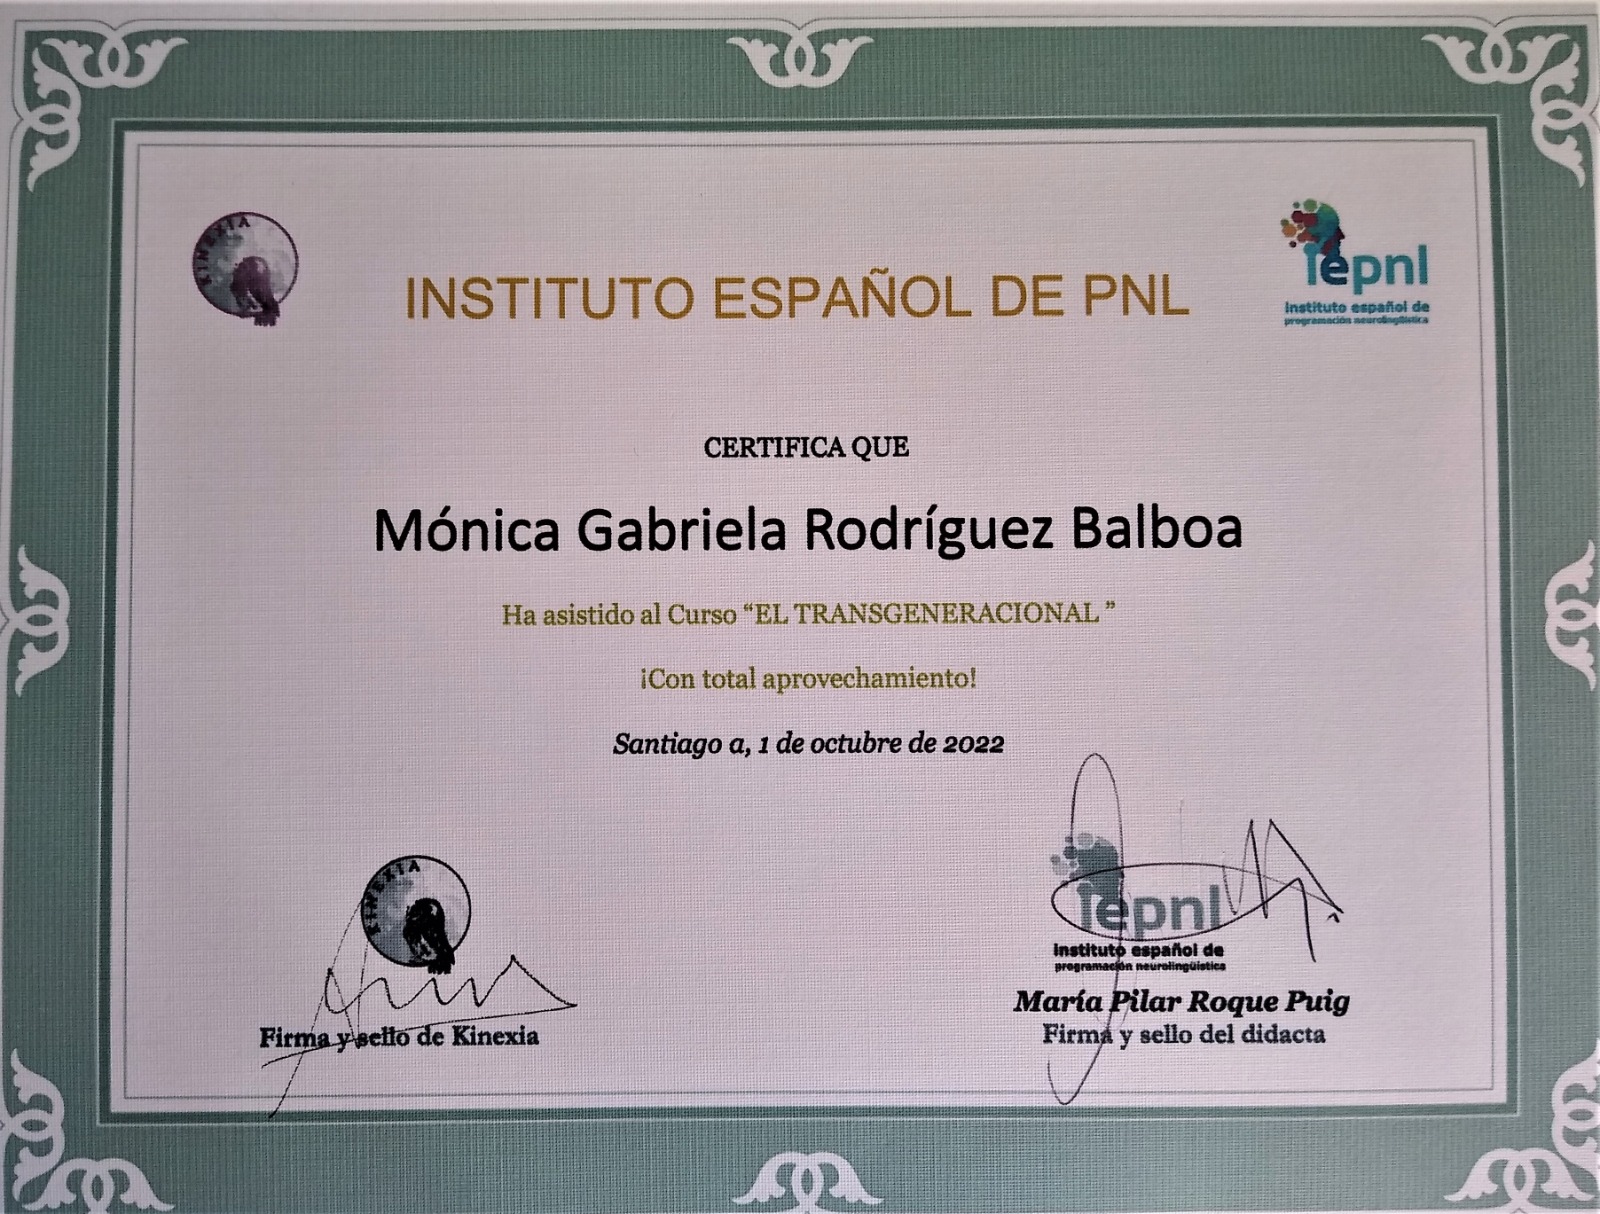 KINEXIA
iepnl
Instituto español de
programación neurolingüística
INSTITUTO ESPAÑOL DE PNL
CERTIFICA QUE
Mónica Gabriela Rodríguez Balboa
Ha asistido al Curso “EL TRANSGENERACIONAL ”
¡Con total aprovechamiento!
Santiago a, 1 de octubre de 2022
KINEXIA
Firma y sello de Kinexia
iepnl
Instituto español de
programación neurolingüística
María Pilar Roque Puig
Firma y sello del didacta